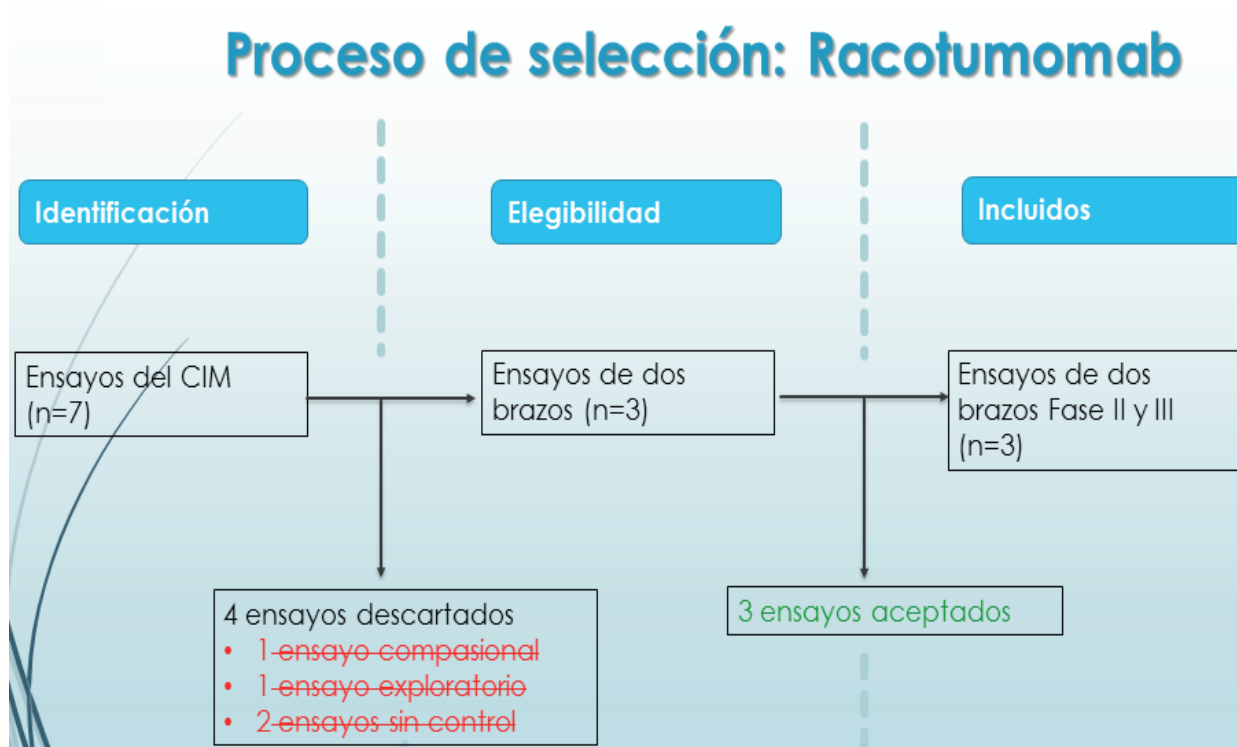 Proceso de selección: Racotumomab
Identificación
Elegibilidad
Incluidos
Ensayos del CIM
(n=7)
Ensayos de dos
brazos (n=3)
Ensayos de dos
brazos Fase II y III
(n=3)
4 ensayos descartados
• 1 ensayo compasional
• 1 ensayo exploratorio
• 2 ensayos sin control
3 ensayos aceptados